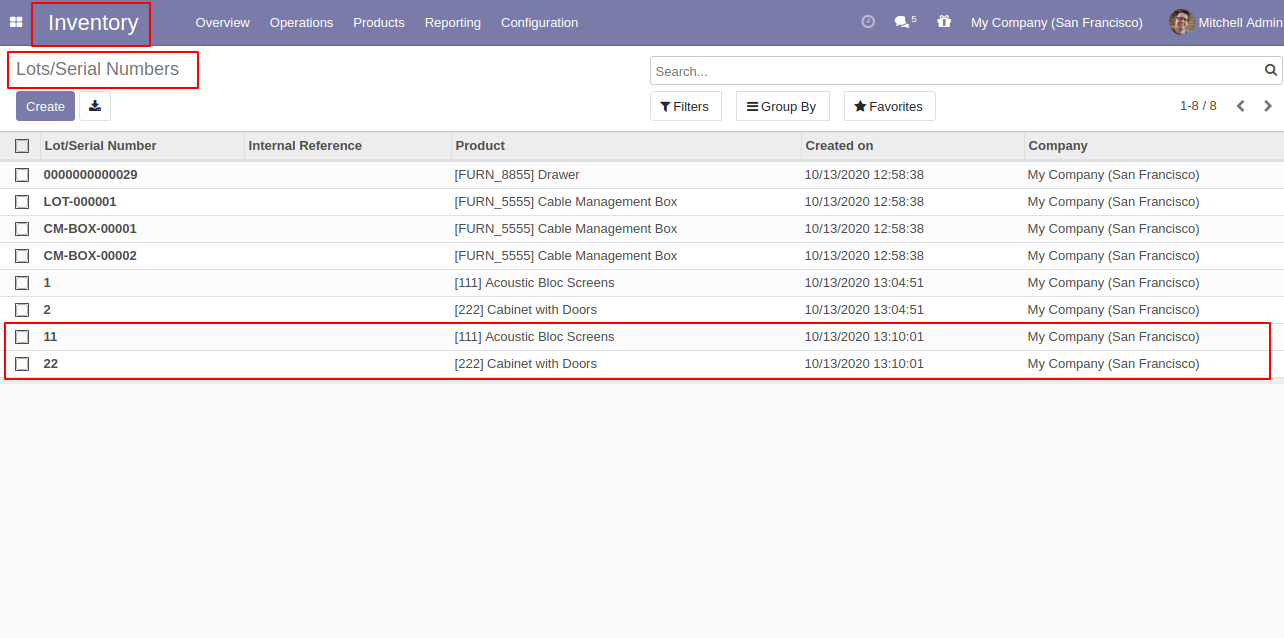 Inventory Overview Operations Products Reporting Configuration 5 My Company (San Francisco) Mitchell Admin
Lots/Serial Numbers Search...
Create Filters Group By Favorites 1-8 / 8
Lot/Serial Number Internal Reference Product Created on Company
0000000000029 [FURN_8855] Drawer 10/13/2020 12:58:38 My Company (San Francisco)
LOT-000001 [FURN_5555] Cable Management Box 10/13/2020 12:58:38 My Company (San Francisco)
CM-BOX-00001 [FURN_5555] Cable Management Box 10/13/2020 12:58:38 My Company (San Francisco)
CM-BOX-00002 [FURN_5555] Cable Management Box 10/13/2020 12:58:38 My Company (San Francisco)
1 [111] Acoustic Bloc Screens 10/13/2020 13:04:51 My Company (San Francisco)
2 [222] Cabinet with Doors 10/13/2020 13:04:51 My Company (San Francisco)
11 [111] Acoustic Bloc Screens 10/13/2020 13:10:01 My Company (San Francisco)
22 [222] Cabinet with Doors 10/13/2020 13:10:01 My Company (San Francisco)